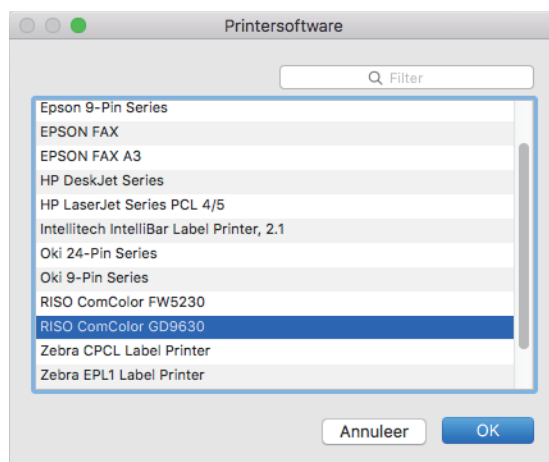 Printersoftware
Filter
Epson 9-Pin Series
EPSON FAX
EPSON FAX A3
HP DeskJet Series
HP LaserJet Series PCL 4/5
Intellitech IntelliBar Label Printer, 2.1
Oki 24-Pin Series
Oki 9-Pin Series
RISO ComColor FW5230
RISO ComColor GD9630
Zebra CPCL Label Printer
Zebra EPL1 Label Printer
Annuleer OK